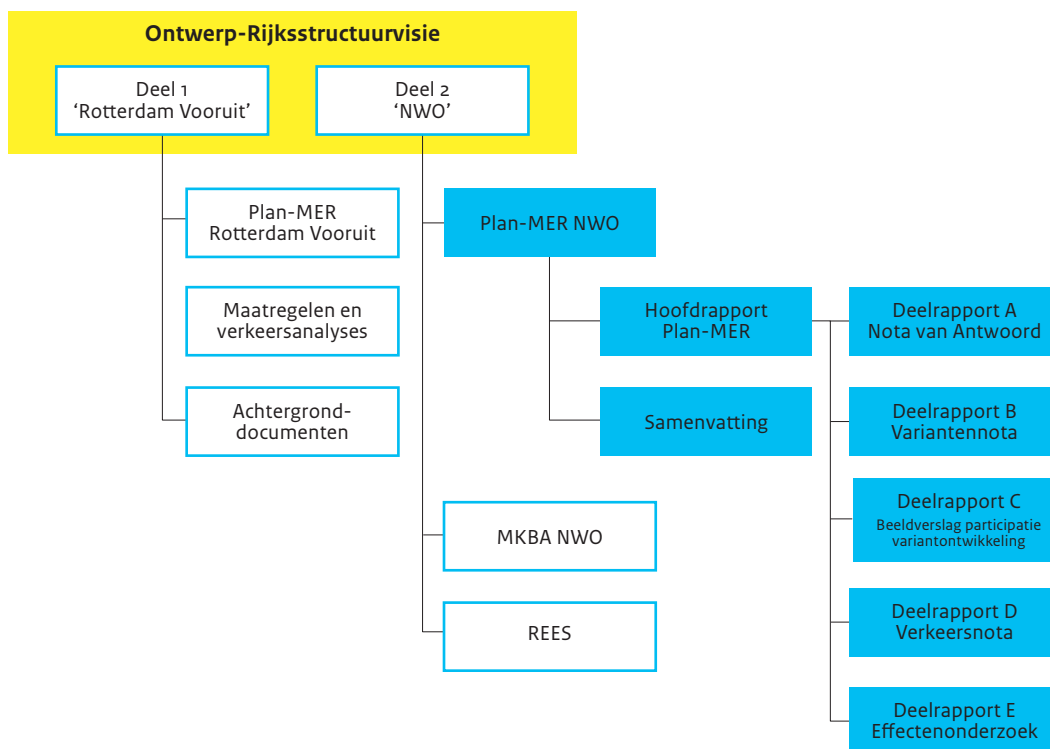 Ontwerp-Rijksstructuurvisie
Deel 1
‘Rotterdam Vooruit’
Deel 2
‘NWO’
Plan-MER
Rotterdam Vooruit
Maatregelen en
verkeersanalyses
Achtergrond-
documenten
Plan-MER NWO
Hoofdrapport
Plan-MER
Samenvatting
Deelrapport A
Nota van Antwoord
Deelrapport B
Variantennota
Deelrapport C
Beeldverslag participatie
variantontwikkeling
Deelrapport D
Verkeersnota
Deelrapport E
Effectenonderzoek
MKBA NWO
REES